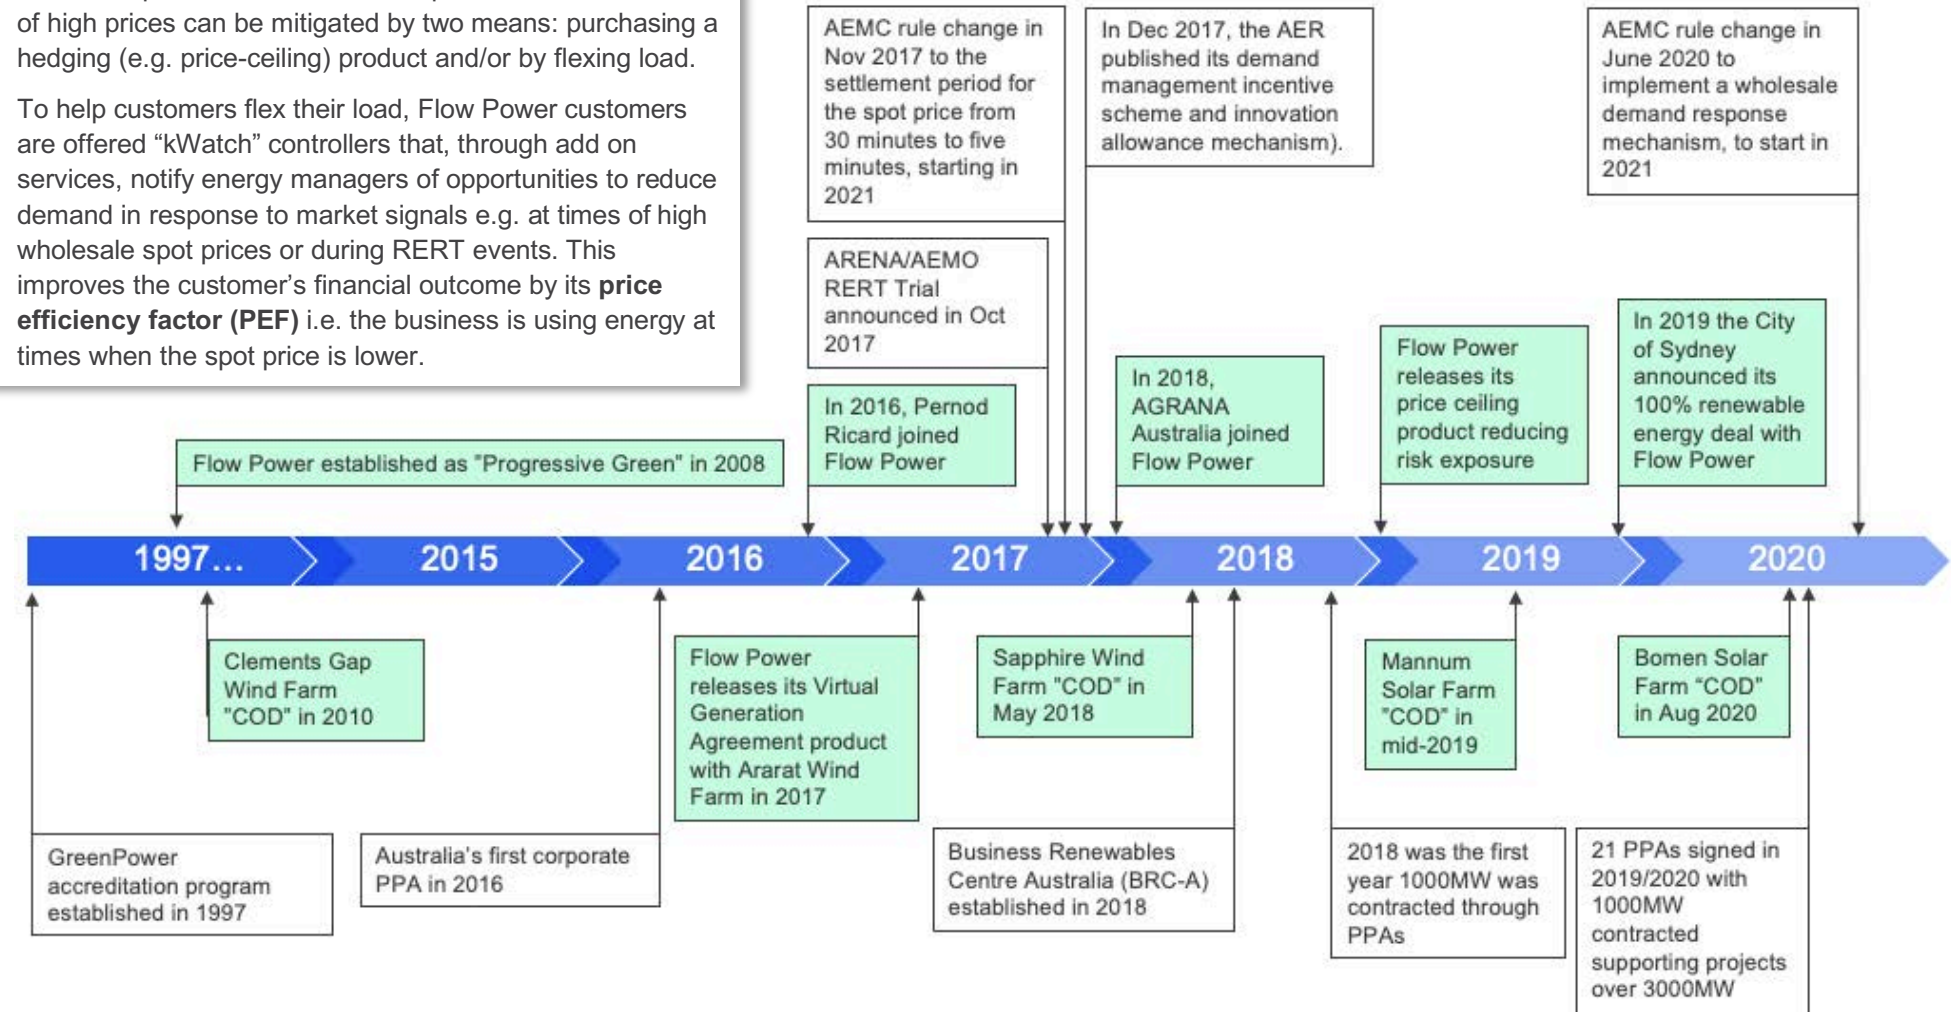 of high prices can be mitigated by two means: purchasing a
hedging (e.g. price-ceiling) product and/or by flexing load.
To help customers flex their load, Flow Power customers
are offered “kWatch” controllers that, through add on
services, notify energy managers of opportunities to reduce
demand in response to market signals e.g. at times of high
wholesale spot prices or during RERT events. This
improves the customer’s financial outcome by its price
efficiency factor (PEF) i.e. the business is using energy at
times when the spot price is lower.
AEMC rule change in
Nov 2017 to the
settlement period for
the spot price from
30 minutes to five
minutes, starting in
2021
In Dec 2017, the AER
published its demand
management incentive
scheme and innovation
allowance mechanism).
AEMC rule change in
June 2020 to
implement a wholesale
demand response
mechanism, to start in
2021
ARENA/AEMO
RERT Trial
announced in Oct
2017
Flow Power established as "Progressive Green" in 2008
In 2016, Pernod
Ricard joined
Flow Power
In 2018,
AGRANA
Australia joined
Flow Power
Flow Power
releases its
price ceiling
product reducing
risk exposure
In 2019 the City
of Sydney
announced its
100% renewable
energy deal with
Flow Power
1997...
2015
2016
2017
2018
2019
2020
Clements Gap
Wind Farm
"COD" in 2010
Flow Power
releases its Virtual
Generation
Agreement product
with Ararat Wind
Farm in 2017
Sapphire Wind
Farm "COD" in
May 2018
Mannum
Solar Farm
"COD" in
mid-2019
Bomen Solar
Farm “COD”
in Aug 2020
GreenPower
accreditation program
established in 1997
Australia's first corporate
PPA in 2016
Business Renewables
Centre Australia (BRC-A)
established in 2018
2018 was the first
year 1000MW was
contracted through
PPAs
21 PPAs signed in
2019/2020 with
1000MW
contracted
supporting projects
over 3000MW